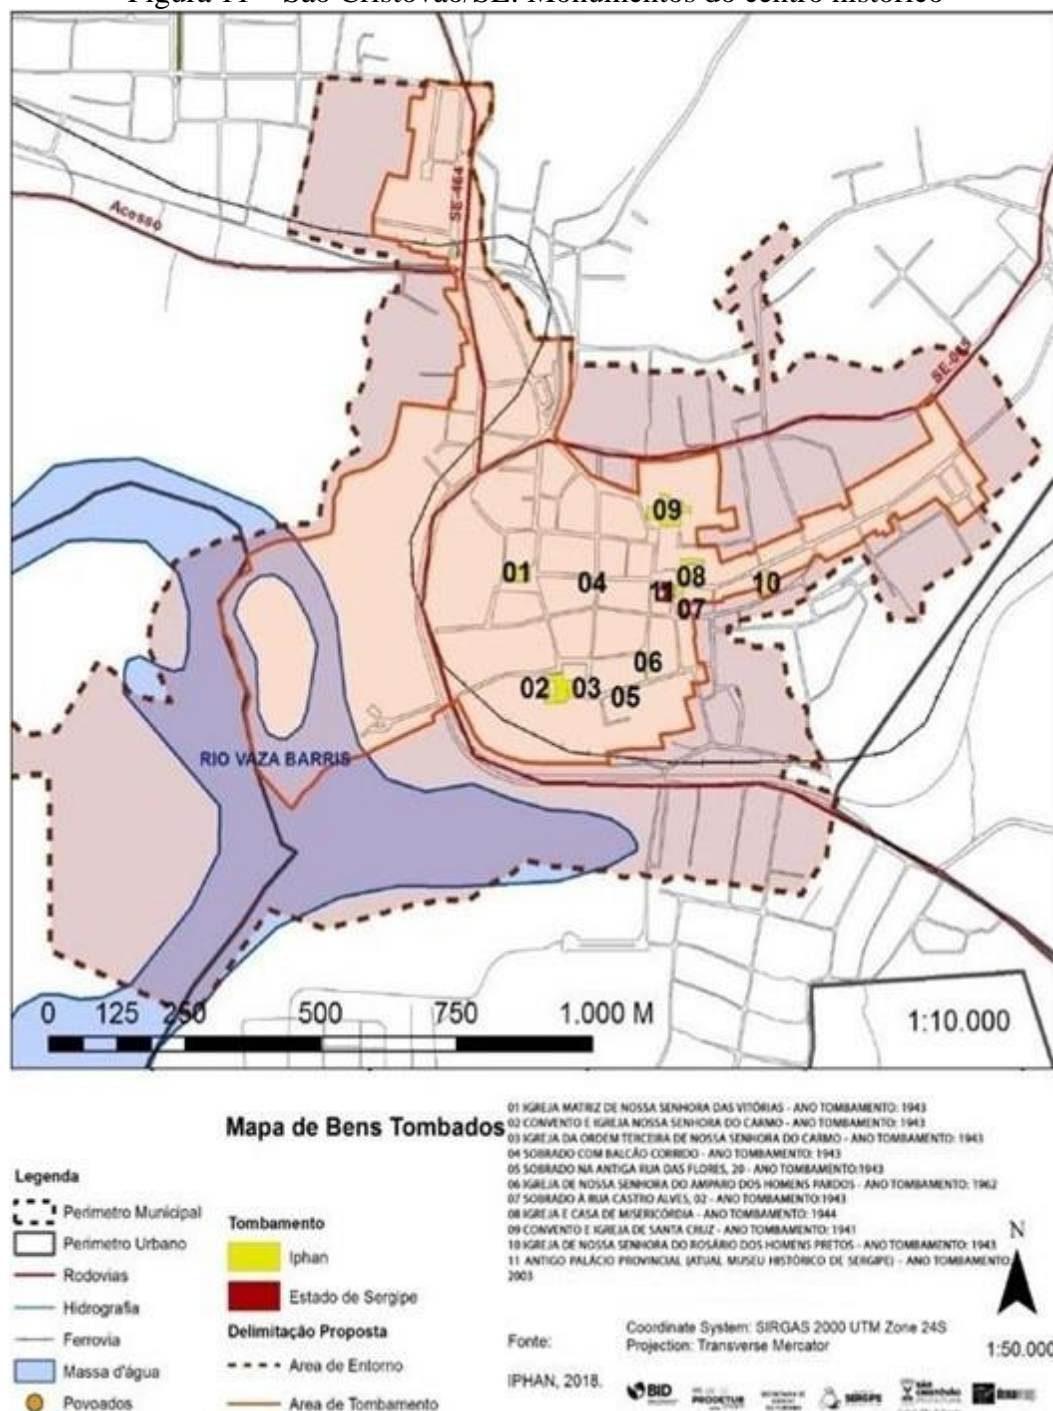 Figura 11 – São Cristóvão/SE: Monumentos do centro histórico
SE-464
Acesso
SE-065
09
01
04
08
11
10
07
06
02
03
05
RIO VAZA BARRIS
0 125 250 500 750 1.000 M
1:10.000
Mapa de Bens Tombados
01 IGREJA MATRIZ DE NOSSA SENHORA DAS VITÓRIAS - ANO TOMBAMENTO: 1943
02 CONVENTO E IGREJA NOSSA SENHORA DO CARMO - ANO TOMBAMENTO: 1943
03 IGREJA DA ORDEM TERCEIRA DE NOSSA SENHORA DO CARMO - ANO TOMBAMENTO: 1943
04 SOBRADO COM BALCÃO CORRIDO - ANO TOMBAMENTO: 1943
05 SOBRADO NA ANTIGA RUA DAS FLORES, 20 - ANO TOMBAMENTO:1943
06 IGREJA DE NOSSA SENHORA DO AMPARO DOS HOMENS PARDOS - ANO TOMBAMENTO: 1962
07 SOBRADO À RUA CASTRO ALVES, 02 - ANO TOMBAMENTO:1943
08 IGREJA E CASA DE MISERICÓRDIA - ANO TOMBAMENTO: 1944
09 CONVENTO E IGREJA DE SANTA CRUZ - ANO TOMBAMENTO: 1941
10 IGREJA DE NOSSA SENHORA DO ROSÁRIO DOS HOMENS PRETOS - ANO TOMBAMENTO: 1943
11 ANTIGO PALÁCIO PROVINCIAL (ATUAL MUSEU HISTÓRICO DE SERGIPE) - ANO TOMBAMENTO:
2003
Legenda
Perimetro Municipal
Perimetro Urbano
Rodovias
Hidrografia
Ferrovia
Massa d'água
Povoados
Tombamento
Iphan
Estado de Sergipe
Delimitação Proposta
Area de Entorno
Area de Tombamento
N
1:50.000
Fonte:
IPHAN, 2018.
Coordinate System: SIRGAS 2000 UTM Zone 24S
Projection: Transverse Mercator
BID
PRODETUR
SERGIPE